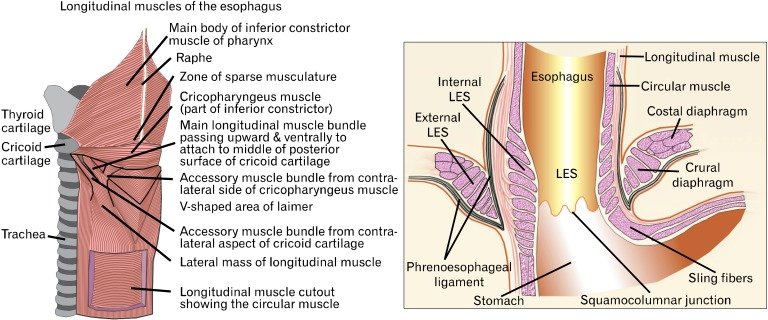 Longitudinal muscles of the esophagus
Main body of inferior constrictor
muscle of pharynx
Raphe
Zone of sparse musculature
Cricopharyngeus muscle
(part of inferior constrictor)
Main longitudinal muscle bundle
passing upward & ventrally to
attach to middle of posterior
surface of cricoid cartilage
Accessory muscle bundle from contra-
lateral side of cricopharyngeus muscle
V-shaped area of laimer
Accessory muscle bundle from contra-
lateral aspect of cricoid cartilage
Lateral mass of longitudinal muscle
Longitudinal muscle cutout
showing the circular muscle
Thyroid
cartilage
Cricoid
cartilage
Trachea
Internal
LES
External
LES
Phrenoesophageal
ligament
Stomach
Esophagus
LES
Longitudinal muscle
Circular muscle
Costal diaphragm
Crural
diaphragm
Sling fibers
Squamocolumnar junction